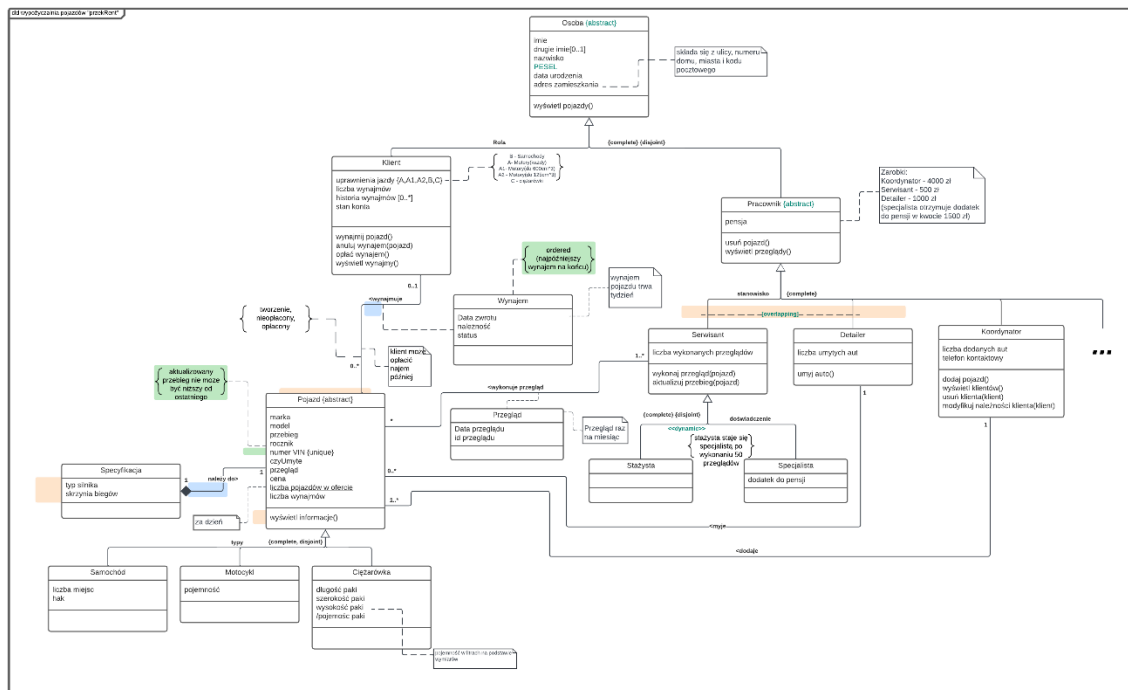 dld wypożyczalnia pojazdów "przekRent"
Osoba {abstract}
imie
drugie imie[0..1]
nazwisko
PESEL
data urodzenia
adres zamieszkania
wyświetl pojazdy()
składa się z ulicy, numeru
domu, miasta i kodu
pocztowego
Rola
{complete} {disjoint}
Klient
uprawnienia jazdy {A,A1,A2,B,C}
liczba wynajmów
historia wynajmów [0..*]
stan konta
wynajmij pojazd()
anuluj wynajem(pojazd)
opłać wynajem()
wyświetl wynajmy()
B - Samochody
C - ciężarówki
Pracownik {abstract}
pensja
usuń pojazd()
wyświetl przeglądy()
Zarobki:
Koordynator - 4000 zł
Serwisant - 500 zł
Detailer - 1000 zł
(specjalista otrzymuje dodatek
do pensji w kwocie 1500 zł)
0..1
<wynajmuje
ordered
(najpóźniejszy
wynajem na końcu)
Wynajem
Data zwrotu
należność
status
wynajem
pojazdu trwa
tydzień
stanowisko
{complete}
{overlapping}
tworzenie,
nieopłacony,
opłacony
klient może
opłacić
najem
później
0..*
Serwisant
liczba wykonanych przeglądów
wykonaj przegląd(pojazd)
aktualizuj przebieg(pojazd)
Detailer
liczba umytych aut
umyj auto()
Koordynator
liczba dodanych aut
telefon kontaktowy
dodaj pojazd()
wyświetl klientów()
usuń klienta(klient)
modyfikuj należności klienta(klient)
...
1..*
<wykonuje przegląd
aktualizowany
przebieg nie może
być niższy od
ostatniego
Pojazd {abstract}
marka
model
przebieg
rocznik
numer VIN {unique}
czyUmyte
przegląd
cena
liczba pojazdów w ofercie
liczba wynajmów
wyświetl informacje()
*
Przegląd
Data przeglądu
id przeglądu
Przegląd raz
na miesiąc
{complete} {disjoint}
doświadczenie
<<dynamic>>
stażysta staje się
specjalistą po
wykonaniu 50
przeglądów
Stażysta
Specjalista
dodatek do pensji
1
1
Specyfikacja
typ silnika
skrzynia biegów
1
należy do>
1
0..*
1..*
za dzień
<myje
<dodaje
typy
{complete, disjoint}
Samochód
liczba miejsc
hak
Motocykl
pojemność
Ciężarówka
długość paki
szerokość paki
wysokość paki
/pojemnośc paki